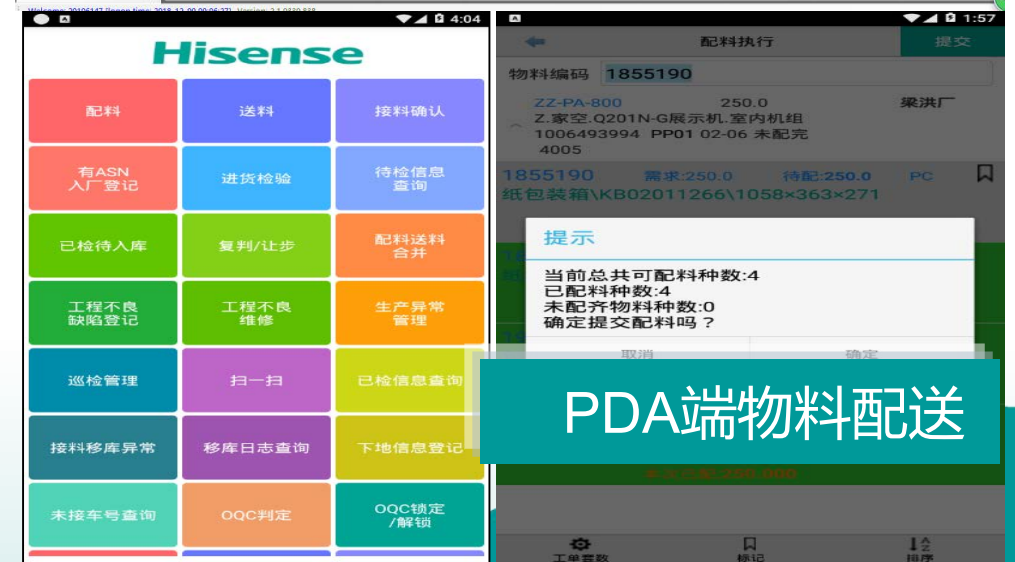 4:04
Hisense
配料
送料
接料确认
有ASN
入厂登记
进货检验
待检信息
查询
已检待入库
复判/让步
配料送料
合并
工程不良
缺陷登记
工程不良
维修
生产异常
管理
巡检管理
扫一扫
已检信息查询
接料移库异常
移库日志查询
下地信息登记
未接车号查询
OQC判定
OQC锁定
/解锁
1:57
配料执行
提交
物料编码 1855190
ZZ-PA-800 250.0 梁洪厂
Z.家空.Q201N-G展示机.室内机组
1006493994 PP01 02-06 未配完
4005
1855190 需求:250.0 待配:250.0 PC
纸包装箱\KB02011266\1058×363×271
提示
当前总共可配料种数:4
已配料种数:4
未配齐物料种数:0
确定提交配料吗？
取消 确定
PDA端物料配送
工单套数
标记
排序